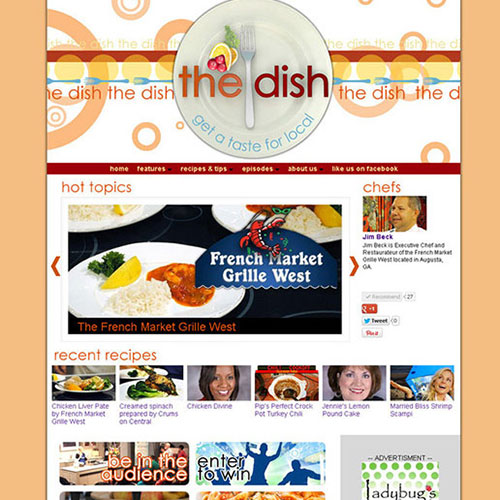 the dish the dish the dish
the dish
the dish the dish
the dish the dish
get a taste for local
home features recipes & tips episodes about us like us on facebook
hot topics
French Market
Grille West
The French Market Grille West
chefs
Jim Beck
Jim Beck is Executive Chef and
Restaurateur of the French Market
Grille West located in Augusta,
GA.
Recommend 27
+1
Tweet 0
Pin it
recent recipes
Chicken Liver Pate
by French Market
Grille West
Creamed spinach
prepared by Crums
on Central
Chicken Divine
Pip's Perfect Crock
Pot Turkey Chili
Jennie's Lemon
Pound Cake
Married Bliss Shrimp
Scampi
be in the
audience
enter
to win
-- ADVERTISMENT --
Ladybug's